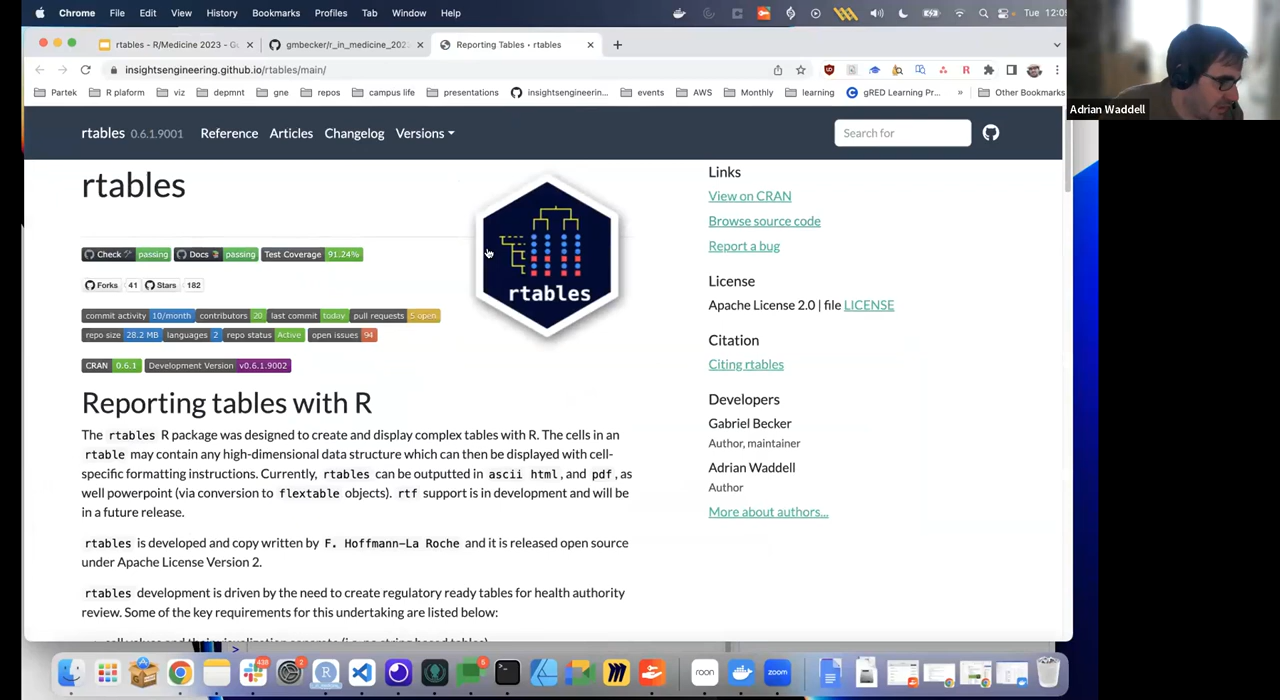 Chrome File Edit View History Bookmarks Profiles Tab Window Help
Tue 12:0
rtables - R/Medicine 2023 - G
gmbecker/r_in_medicine_202
Reporting Tables • rtables
insightsengineering.github.io/rtables/main/
Partek R plaform viz depmnt gne repos campus life presentations insightsengineerin... events AWS Monthly learning gRED Learning Pr... » Other Bookmarks
Adrian Waddell
rtables 0.6.1.9001 Reference Articles Changelog Versions Search for
rtables
Check passing Docs passing Test Coverage 91.24%
Forks 41 Stars 182
commit activity 10/month contributors 20 last commit today pull requests 5 open
repo size 28.2 MB languages 2 repo status Active open issues 94
CRAN 0.6.1 Development Version v0.6.1.9002
rtables
Reporting tables with R
The rtables R package was designed to create and display complex tables with R. The cells in an
rtable may contain any high-dimensional data structure which can then be displayed with cell-
specific formatting instructions. Currently, rtables can be outputted in ascii html, and pdf, as
well powerpoint (via conversion to flextable objects). rtf support is in development and will be
in a future release.
rtables is developed and copy written by F. Hoffmann-La Roche and it is released open source
under Apache License Version 2.
rtables development is driven by the need to create regulatory ready tables for health authority
review. Some of the key requirements for this undertaking are listed below:
Links
View on CRAN
Browse source code
Report a bug
License
Apache License 2.0 | file LICENSE
Citation
Citing rtables
Developers
Gabriel Becker
Author, maintainer
Adrian Waddell
Author
More about authors...
roon
zoom